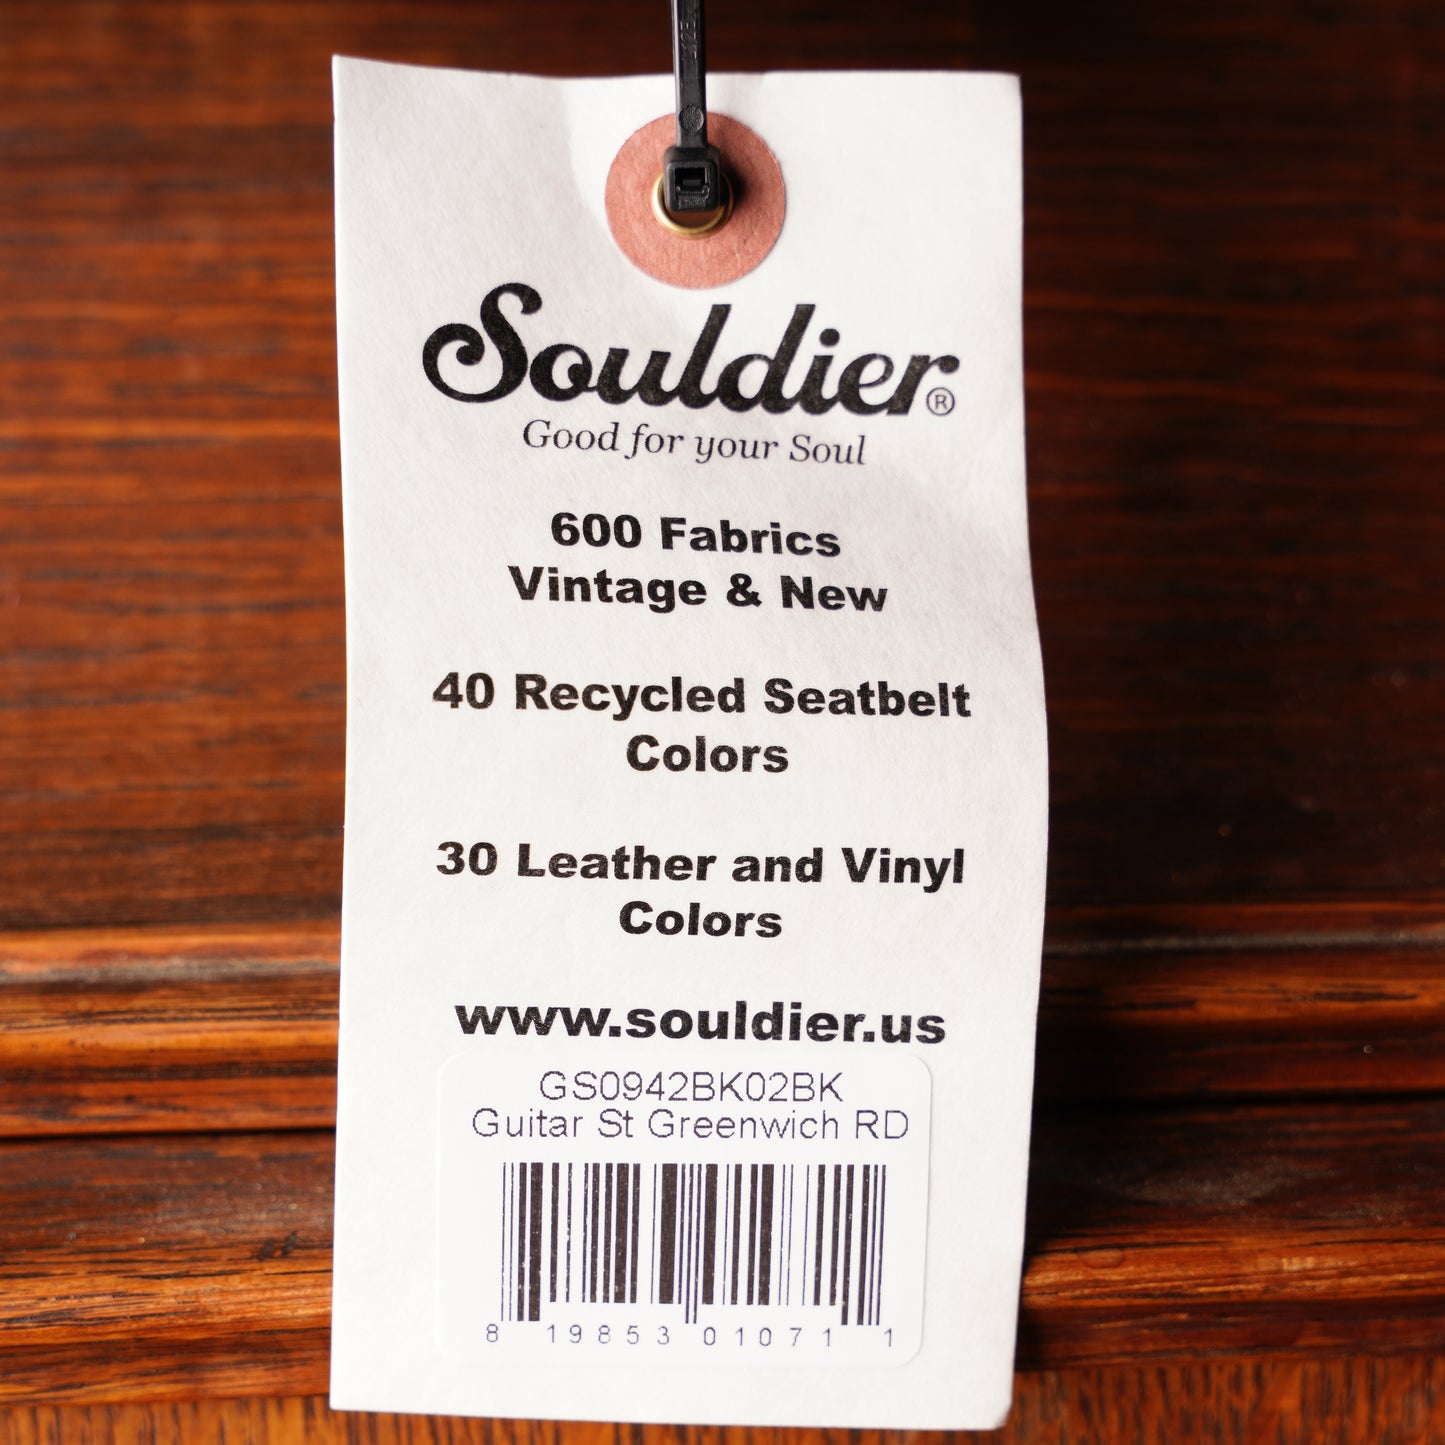 Souldier®
Good for your Soul
600 Fabrics
Vintage & New
40 Recycled Seatbelt
Colors
30 Leather and Vinyl
Colors
www.souldier.us
GS0942BK02BK
Guitar St Greenwich RD
8 19853 01071 1